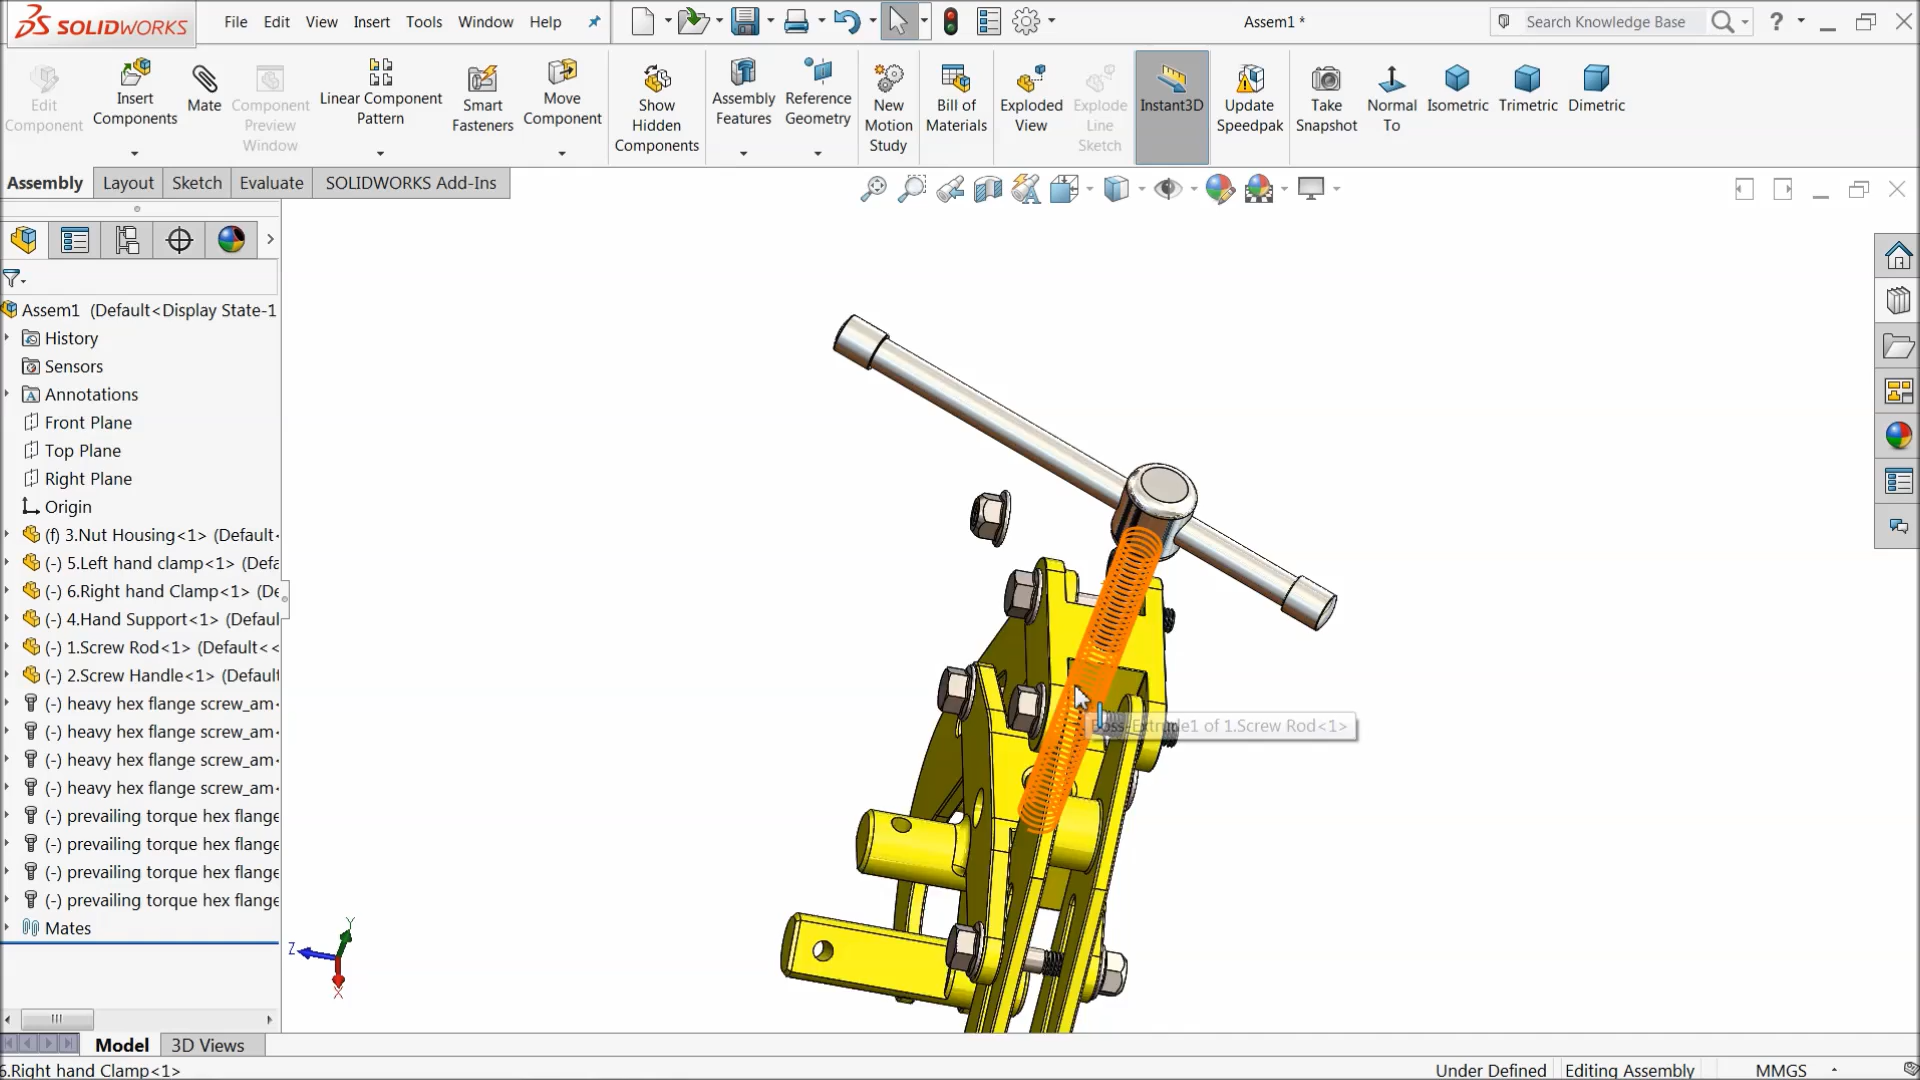 SOLIDWORKS
File Edit View Insert Tools Window Help
Assem1 *
Search Knowledge Base
?
Edit Component
Insert Components
Mate
Component Preview Window
Linear Component Pattern
Smart Fasteners
Move Component
Show Hidden Components
Assembly Features
Reference Geometry
New Motion Study
Bill of Materials
Exploded View
Explode Line Sketch
Instant3D
Update Speedpak
Take Snapshot
Normal To
Isometric
Trimetric
Dimetric
Assembly Layout Sketch Evaluate SOLIDWORKS Add-Ins
Assem1 (Default<Display State-1
History
Sensors
Annotations
Front Plane
Top Plane
Right Plane
Origin
(f) 3.Nut Housing<1> (Default
(-) 5.Left hand clamp<1> (Defa
(-) 6.Right hand Clamp<1> (De
(-) 4.Hand Support<1> (Defaul
(-) 1.Screw Rod<1> (Default<<
(-) 2.Screw Handle<1> (Default
(-) heavy hex flange screw_am
(-) heavy hex flange screw_am
(-) heavy hex flange screw_am
(-) heavy hex flange screw_am
(-) prevailing torque hex flange
(-) prevailing torque hex flange
(-) prevailing torque hex flange
(-) prevailing torque hex flange
Mates
Boss-Extrude1 of 1.Screw Rod<1>
Y
Z
X
Model 3D Views
6.Right hand Clamp<1>
Under Defined Editing Assembly MMGS